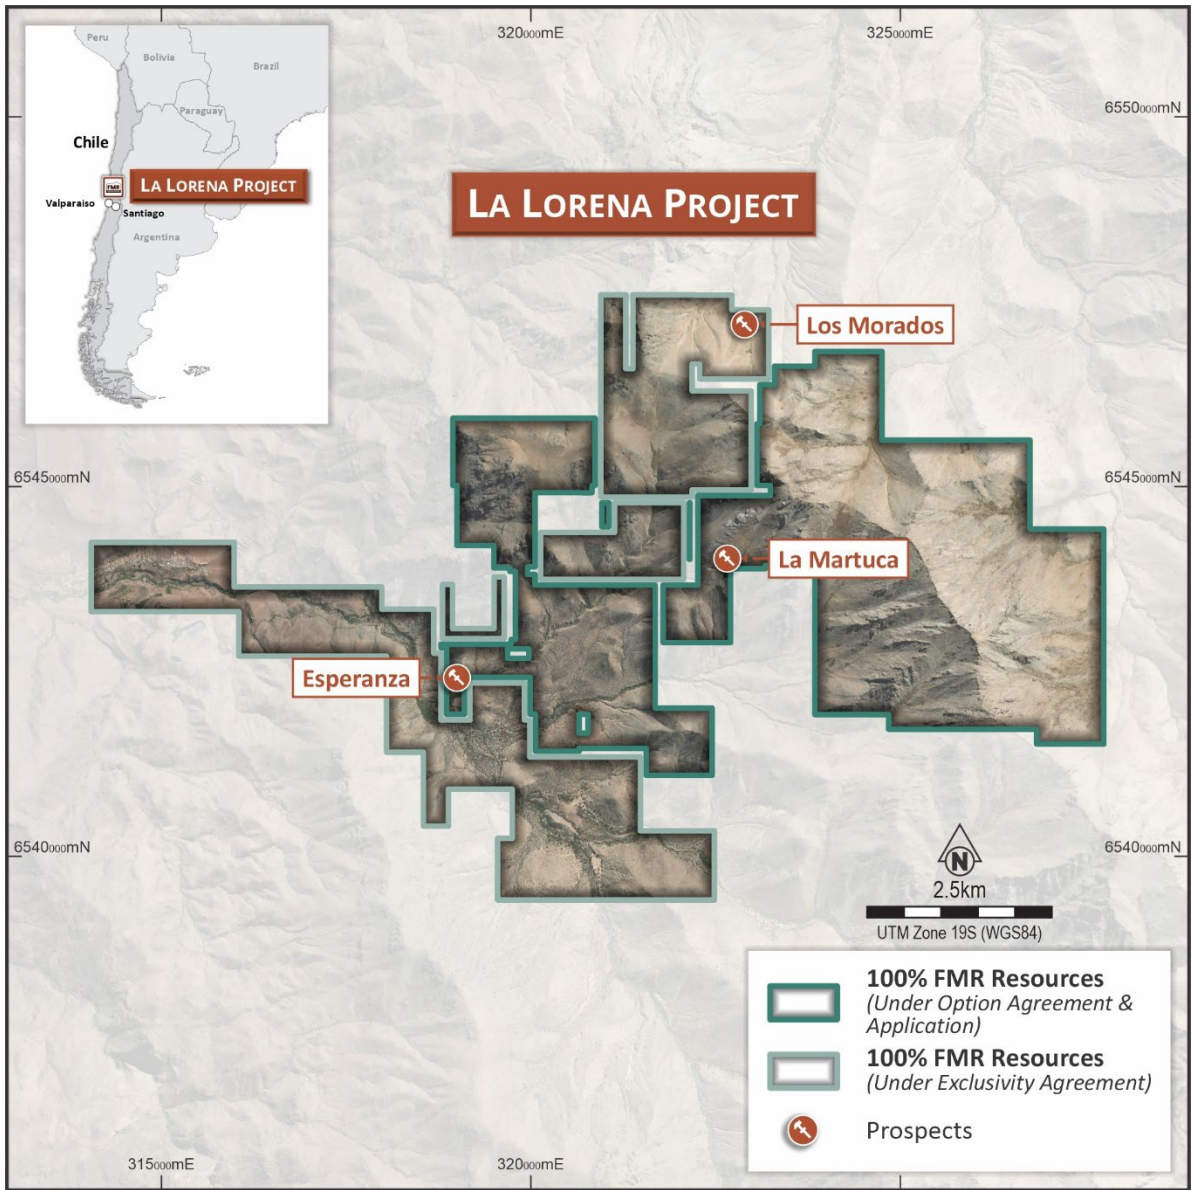 320000mE
325000mE
Peru
Bolivia
Brazil
Paraguay
Chile
FMR
LA LORENA PROJECT
Valparaiso
Santiago
Argentina
6550000mN
LA LORENA PROJECT
Los Morados
6545000mN
6545000mN
La Martuca
Esperanza
6540000mN
6540000mN
N
2.5km
UTM Zone 19S (WGS84)
100% FMR Resources
(Under Option Agreement &
Application)
100% FMR Resources
(Under Exclusivity Agreement)
Prospects
315000mE
320000mE